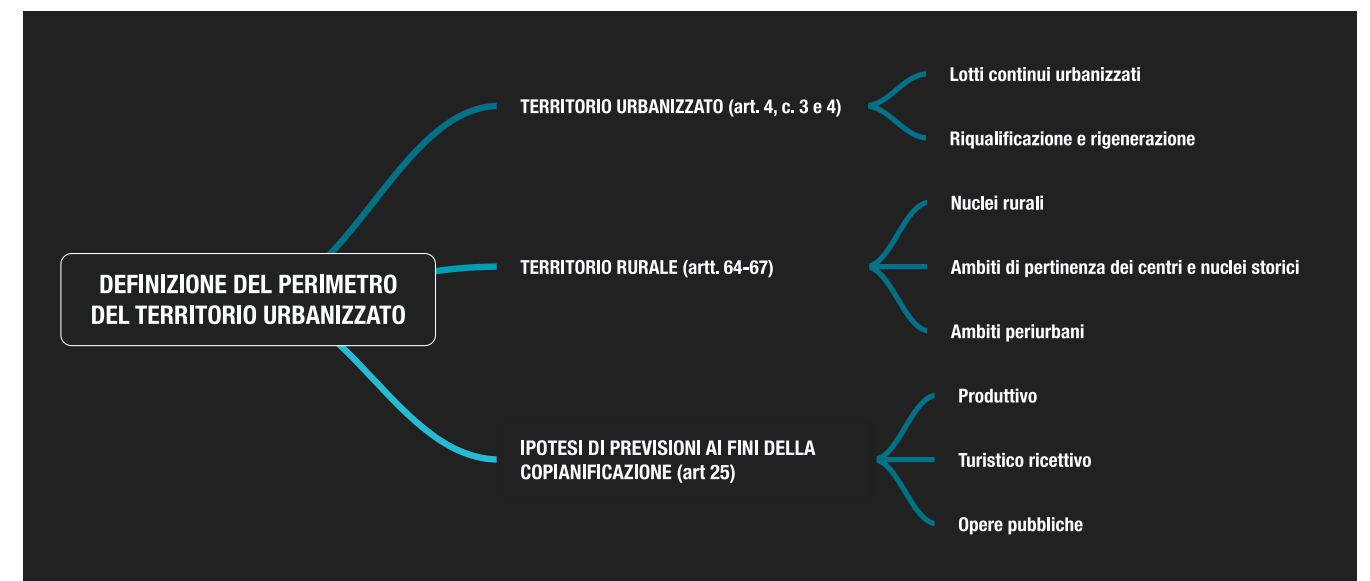 DEFINIZIONE DEL PERIMETRO
DEL TERRITORIO URBANIZZATO
TERRITORIO URBANIZZATO (art. 4, c. 3 e 4)
Lotti continui urbanizzati
Riqualificazione e rigenerazione
TERRITORIO RURALE (artt. 64-67)
Nuclei rurali
Ambiti di pertinenza dei centri e nuclei storici
Ambiti periurbani
IPOTESI DI PREVISIONI AI FINI DELLA
COPIANIFICAZIONE (art 25)
Produttivo
Turistico ricettivo
Opere pubbliche